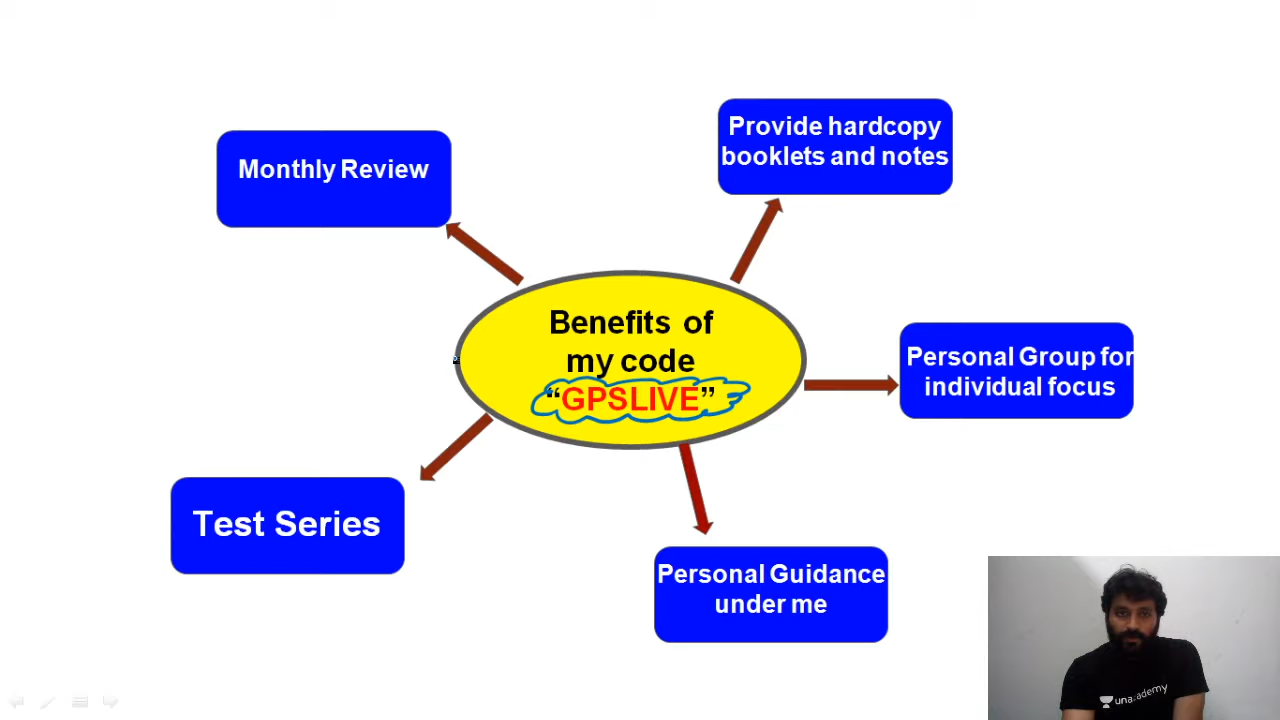 Monthly Review
Provide hardcopy
booklets and notes
Benefits of
my code
“GPSLIVE”
Personal Group for
individual focus
Test Series
Personal Guidance
under me
unacademy